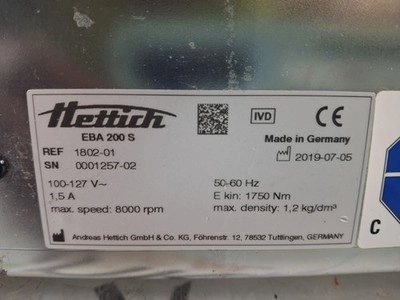 Hettich
EBA 200 S
IVD
CE
REF 1802-01
Made in Germany
SN 0001257-02
2019-07-05
100-127 V~
50-60 Hz
1,5 A
E kin: 1750 Nm
max. speed: 8000 rpm
max. density: 1,2 kg/dm³
Andreas Hettich GmbH & Co. KG, Föhrenstr. 12, 78532 Tuttlingen, GERMANY
C